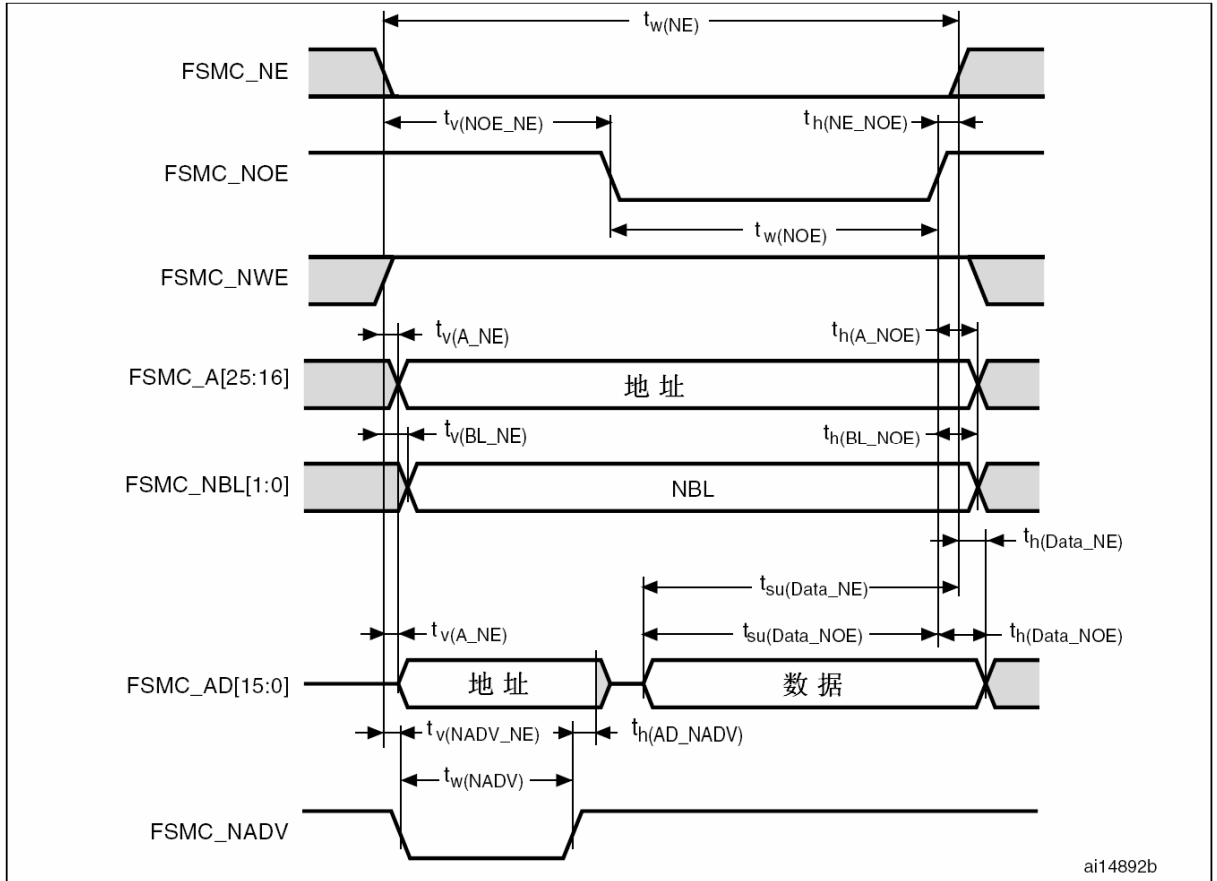 tw(NE)
FSMC_NE
tv(NOE_NE)
th(NE_NOE)
FSMC_NOE
tw(NOE)
FSMC_NWE
tv(A_NE)
th(A_NOE)
FSMC_A[25:16]
地址
tv(BL_NE)
th(BL_NOE)
FSMC_NBL[1:0]
NBL
th(Data_NE)
tsu(Data_NE)
tv(A_NE)
tsu(Data_NOE)
th(Data_NOE)
FSMC_AD[15:0]
地址
数据
tv(NADV_NE)
th(AD_NADV)
tw(NADV)
FSMC_NADV
ai14892b